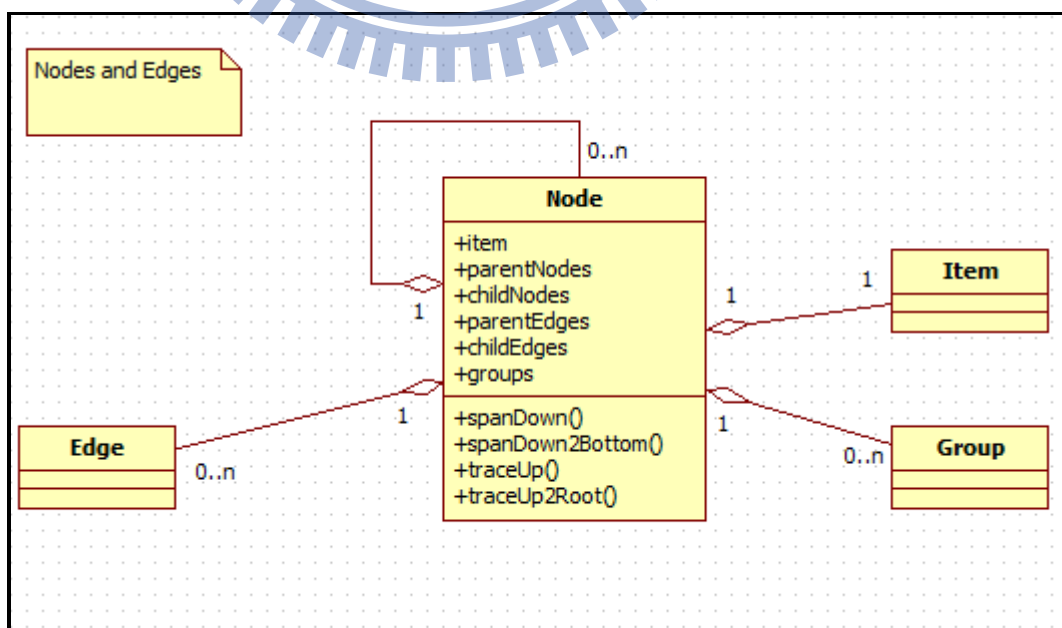 Nodes and Edges
0..n
Node
+item
+parentNodes
+childNodes
+parentEdges
+childEdges
+groups
+spanDown()
+spanDown2Bottom()
+traceUp()
+traceUp2Root()
1
1
1
Item
1
0..n
Edge
1
0..n
Group